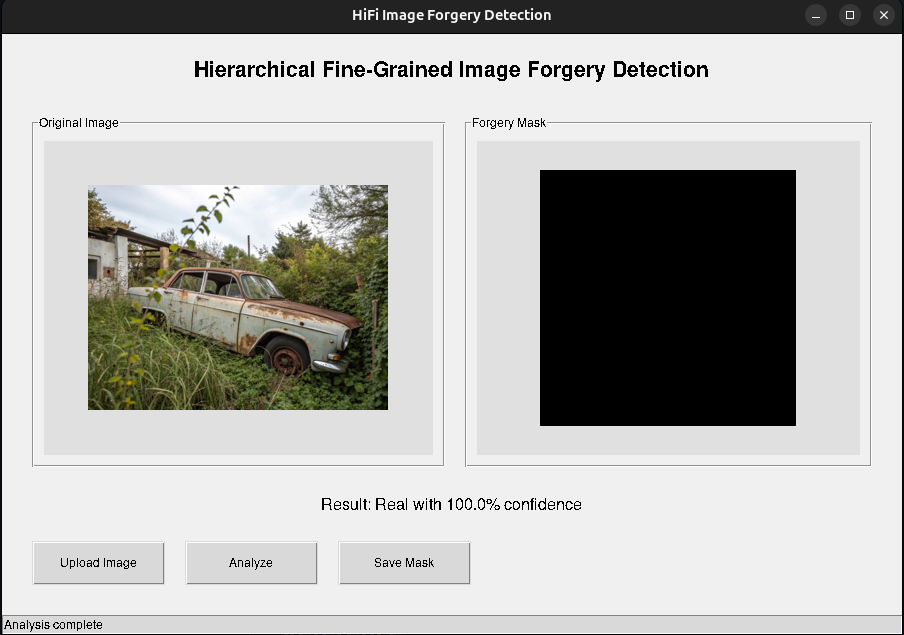 HiFi Image Forgery Detection
Hierarchical Fine-Grained Image Forgery Detection
Original Image
Forgery Mask
Result: Real with 100.0% confidence
Upload Image
Analyze
Save Mask
Analysis complete